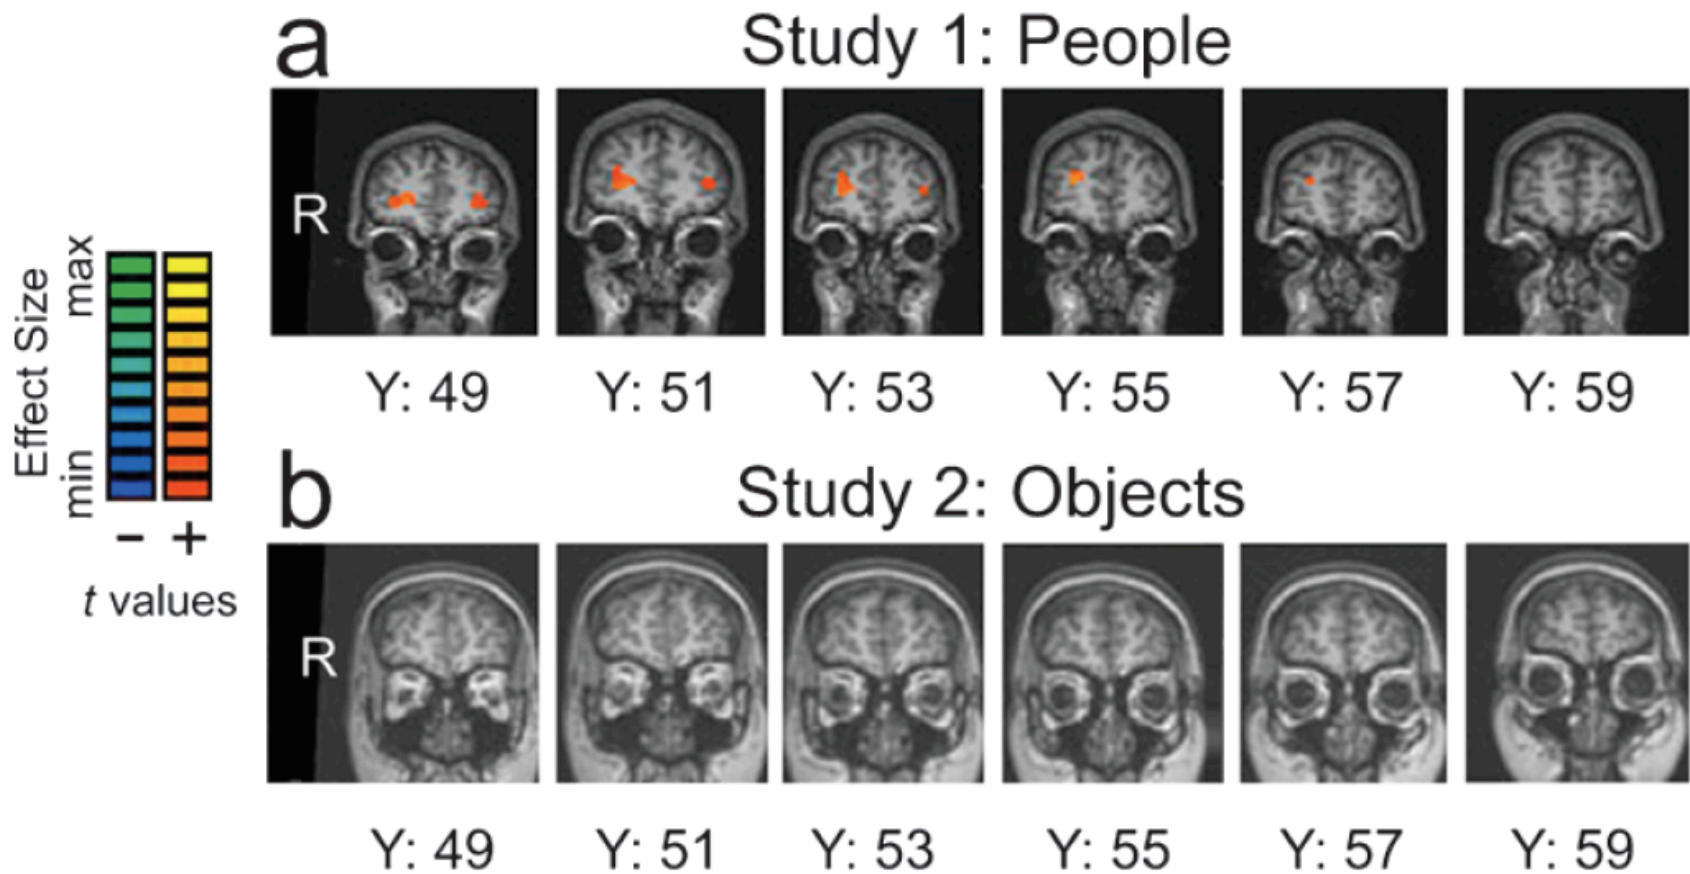 a
Study 1: People
R
Y: 49
Y: 51
Y: 53
Y: 55
Y: 57
Y: 59
Effect Size
max
min
− +
t values
b
Study 2: Objects
R
Y: 49
Y: 51
Y: 53
Y: 55
Y: 57
Y: 59